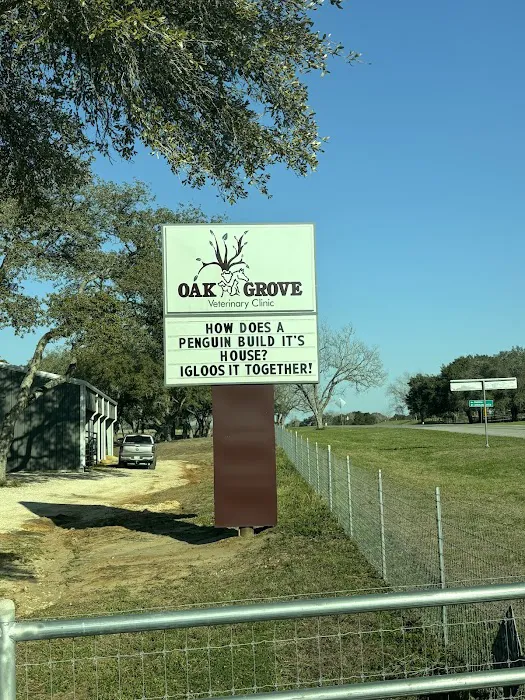 OAK GROVE
Veterinary Clinic
HOW DOES A
PENGUIN BUILD IT'S
HOUSE?
IGLOOS IT TOGETHER!